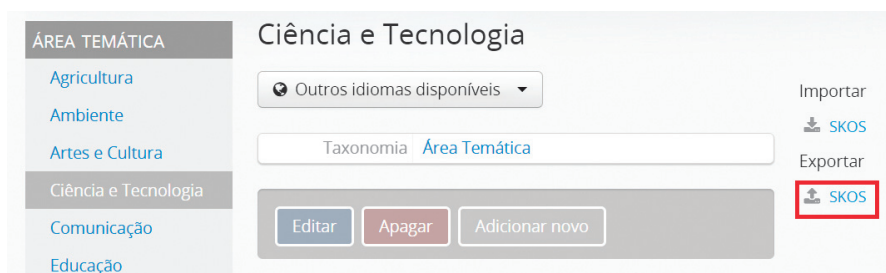 ÁREA TEMÁTICA
Agricultura
Ambiente
Artes e Cultura
Ciência e Tecnologia
Comunicação
Educação
Ciência e Tecnologia
Outros idiomas disponíveis
Taxonomia Área Temática
Editar Apagar Adicionar novo
Importar
SKOS
Exportar
SKOS